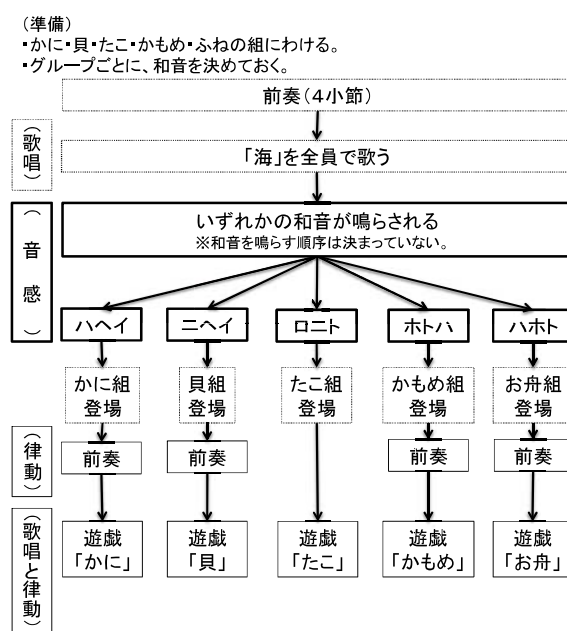 (準備)
・かに・貝・たこ・かもめ・ふねの組にわける。
・グループごとに、和音を決めておく。
前奏(4小節)
(歌唱)
「海」を全員で歌う
(音感)
いずれかの和音が鳴らされる
※和音を鳴らす順序は決まっていない。
ハヘイ
ニヘイ
ロニト
ホトハ
ハホト
かに組
登場
貝組
登場
たこ組
登場
かもめ組
登場
お舟組
登場
(律動)
前奏
前奏
前奏
前奏
(歌唱と律動)
遊戯
「かに」
遊戯
「貝」
遊戯
「たこ」
遊戯
「かもめ」
遊戯
「お舟」